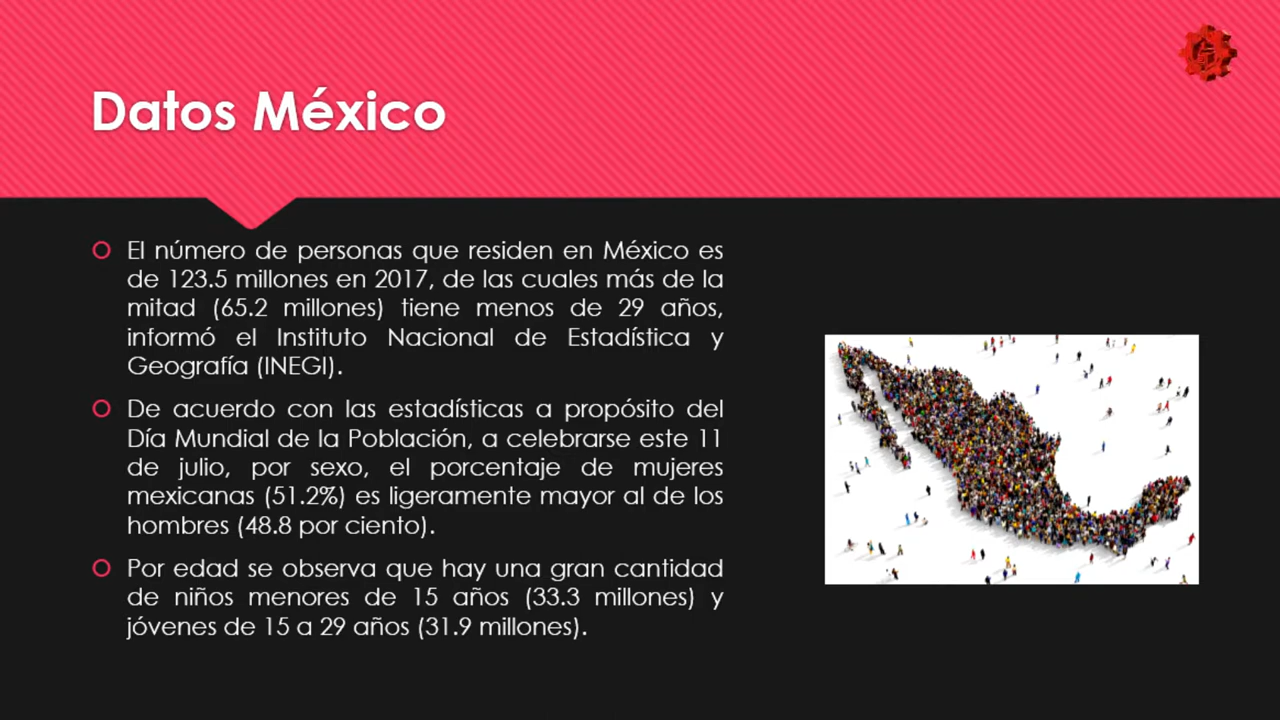 Datos México
El número de personas que residen en México es
de 123.5 millones en 2017, de las cuales más de la
mitad (65.2 millones) tiene menos de 29 años,
informó el Instituto Nacional de Estadística y
Geografía (INEGI).
De acuerdo con las estadísticas a propósito del
Día Mundial de la Población, a celebrarse este 11
de julio, por sexo, el porcentaje de mujeres
mexicanas (51.2%) es ligeramente mayor al de los
hombres (48.8 por ciento).
Por edad se observa que hay una gran cantidad
de niños menores de 15 años (33.3 millones) y
jóvenes de 15 a 29 años (31.9 millones).